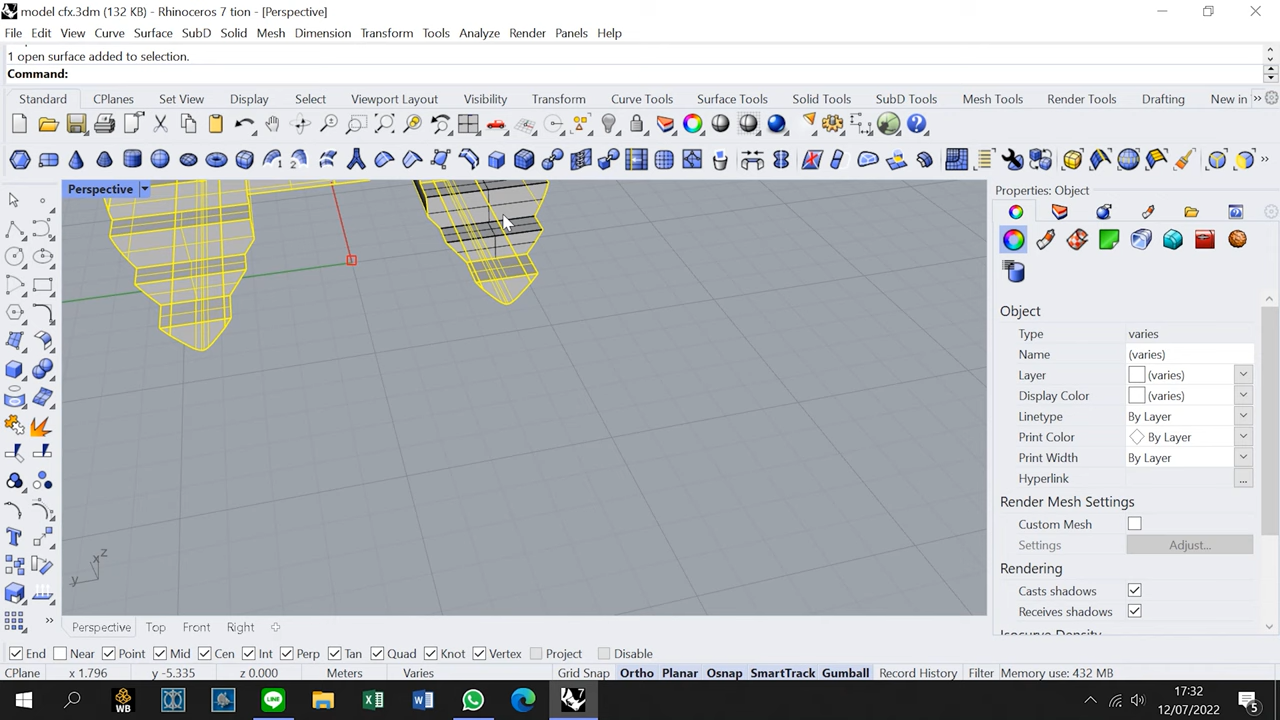 model cfx.3dm (132 KB) - Rhinoceros 7 tion - [Perspective]
File Edit View Curve Surface SubD Solid Mesh Dimension Transform Tools Analyze Render Panels Help
1 open surface added to selection.
Command:
Standard CPlanes Set View Display Select Viewport Layout Visibility Transform Curve Tools Surface Tools Solid Tools SubD Tools Mesh Tools Render Tools Drafting New in »
Perspective
Properties: Object
Object
Type varies
Name (varies)
Layer (varies)
Display Color (varies)
Linetype By Layer
Print Color By Layer
Print Width By Layer
Hyperlink ...
Render Mesh Settings
Custom Mesh
Settings Adjust...
Rendering
Casts shadows
Receives shadows
Isocurve Density
z
x
y
Perspective Top Front Right
End Near Point Mid Cen Int Perp Tan Quad Knot Vertex Project Disable
CPlane x 1.796 y -5.335 z 0.000 Meters Varies Grid Snap Ortho Planar Osnap SmartTrack Gumball Record History Filter Memory use: 432 MB
WB LINE 7 17:32
12/07/2022 5